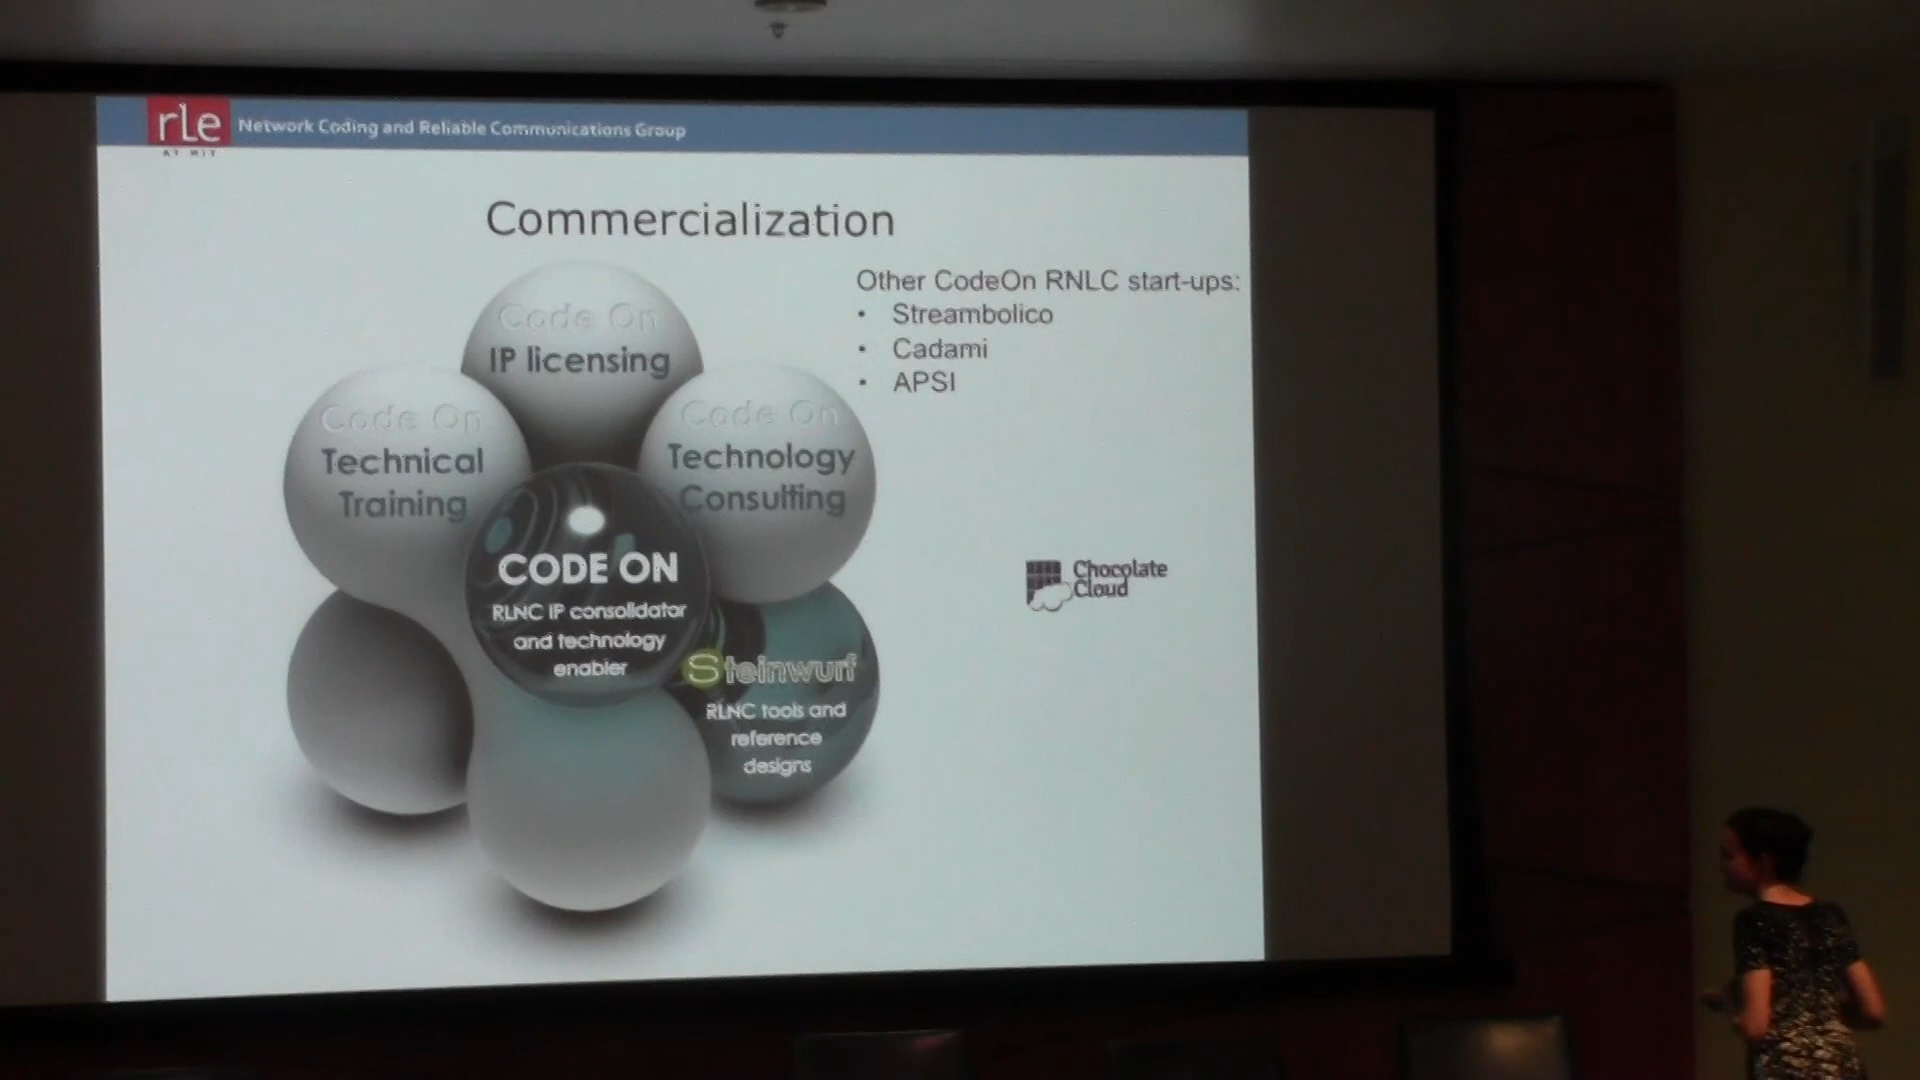 rle
AT MIT
Network Coding and Reliable Communications Group
Commercialization
Other CodeOn RNLC start-ups:
• Streambolico
• Cadami
• APSI
Code On
IP licensing
Code On
Technical
Training
Code On
Technology
Consulting
CODE ON
RLNC IP consolidator
and technology
enabler
Steinwurf
RLNC tools and
reference
designs
Chocolate
Cloud